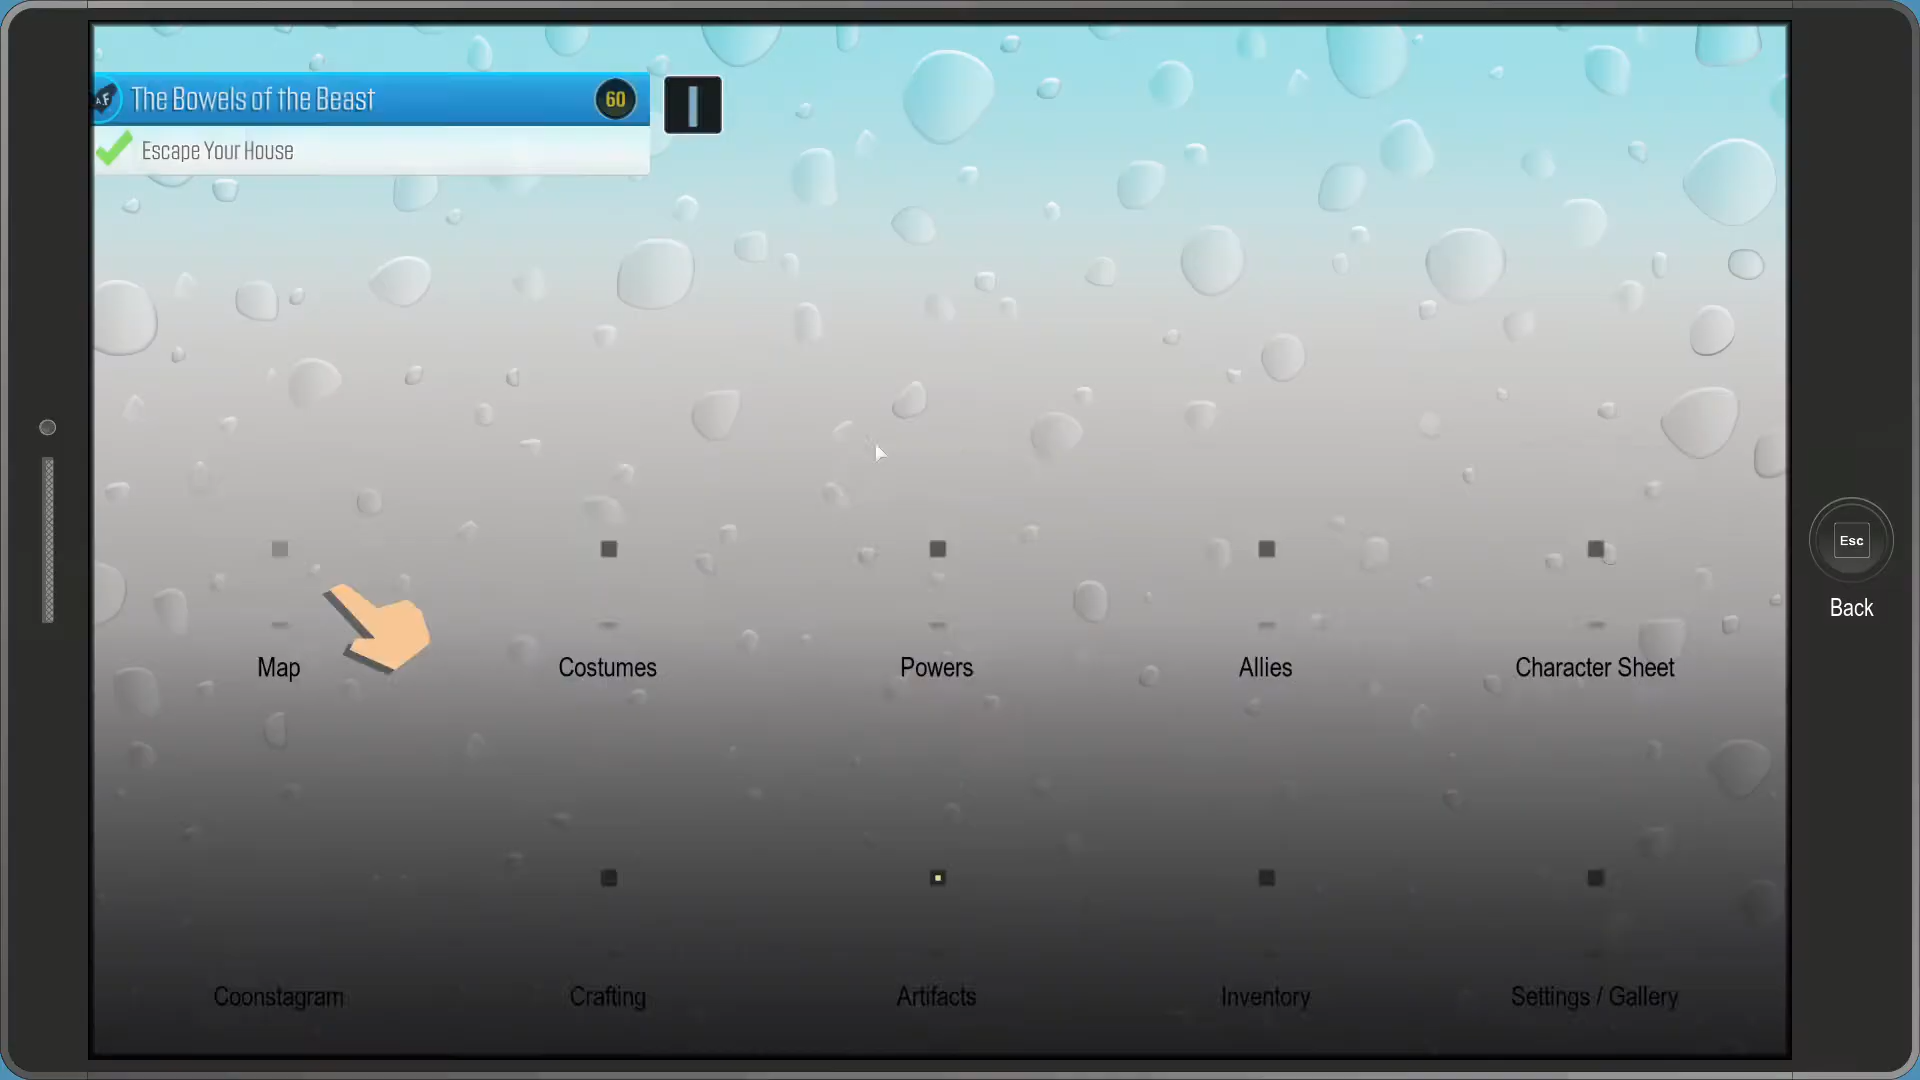 The Bowels of the Beast 60
Escape Your House
Esc
Back
Map Costumes Powers Allies Character Sheet
Coonstagram Crafting Artifacts Inventory Settings / Gallery